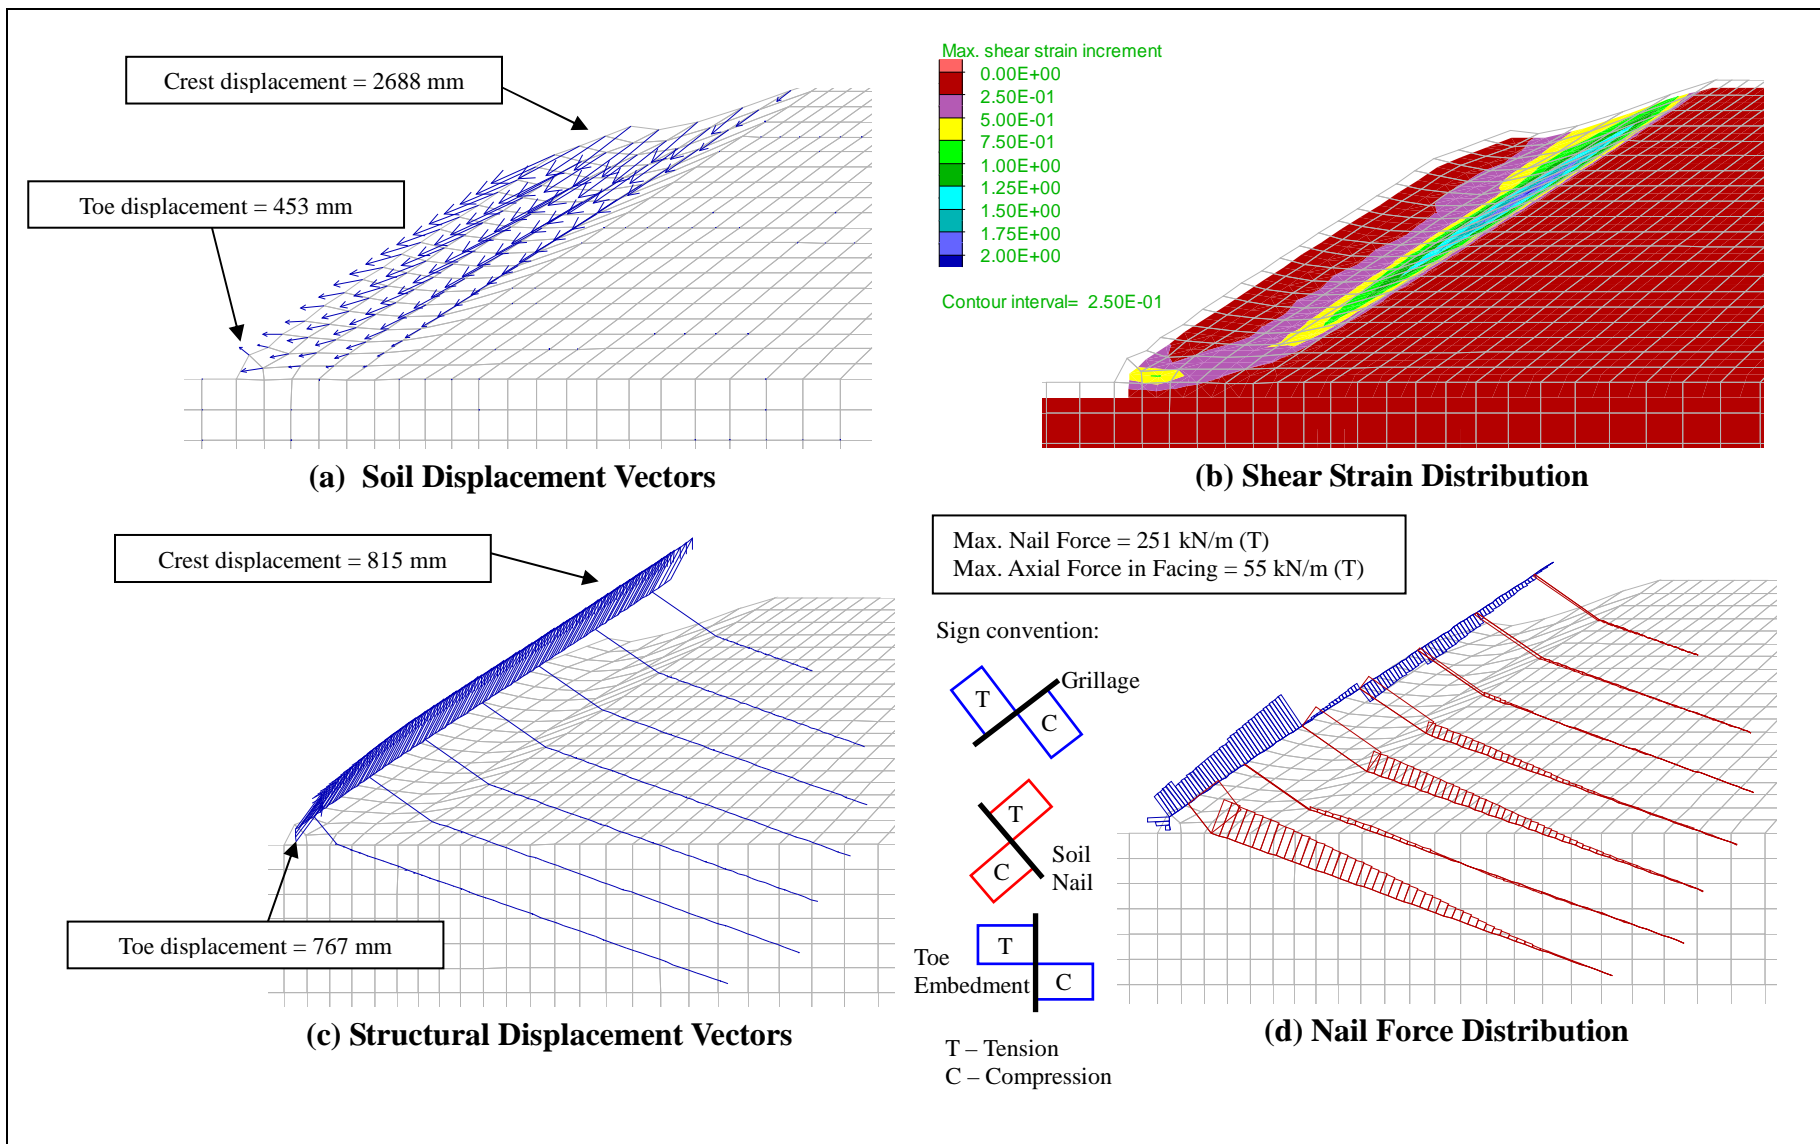 Crest displacement = 2688 mm
Toe displacement = 453 mm
(a) Soil Displacement Vectors
Max. shear strain increment
0.00E+00
2.50E-01
5.00E-01
7.50E-01
1.00E+00
1.25E+00
1.50E+00
1.75E+00
2.00E+00
Contour interval= 2.50E-01
(b) Shear Strain Distribution
Crest displacement = 815 mm
Toe displacement = 767 mm
(c) Structural Displacement Vectors
Max. Nail Force = 251 kN/m (T)
Max. Axial Force in Facing = 55 kN/m (T)
Sign convention:
Grillage
T
C
T
C
Soil
Nail
Toe
Embedment
T
C
T – Tension
C – Compression
(d) Nail Force Distribution